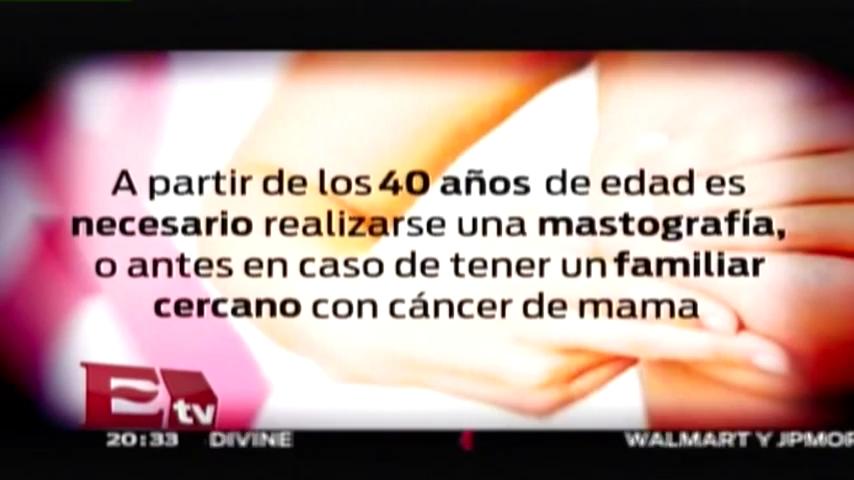 A partir de los 40 años de edad es
necesario realizarse una mastografía,
o antes en caso de tener un familiar
cercano con cáncer de mama
E tv
20:33 DIVINE WALMART Y JPMOR